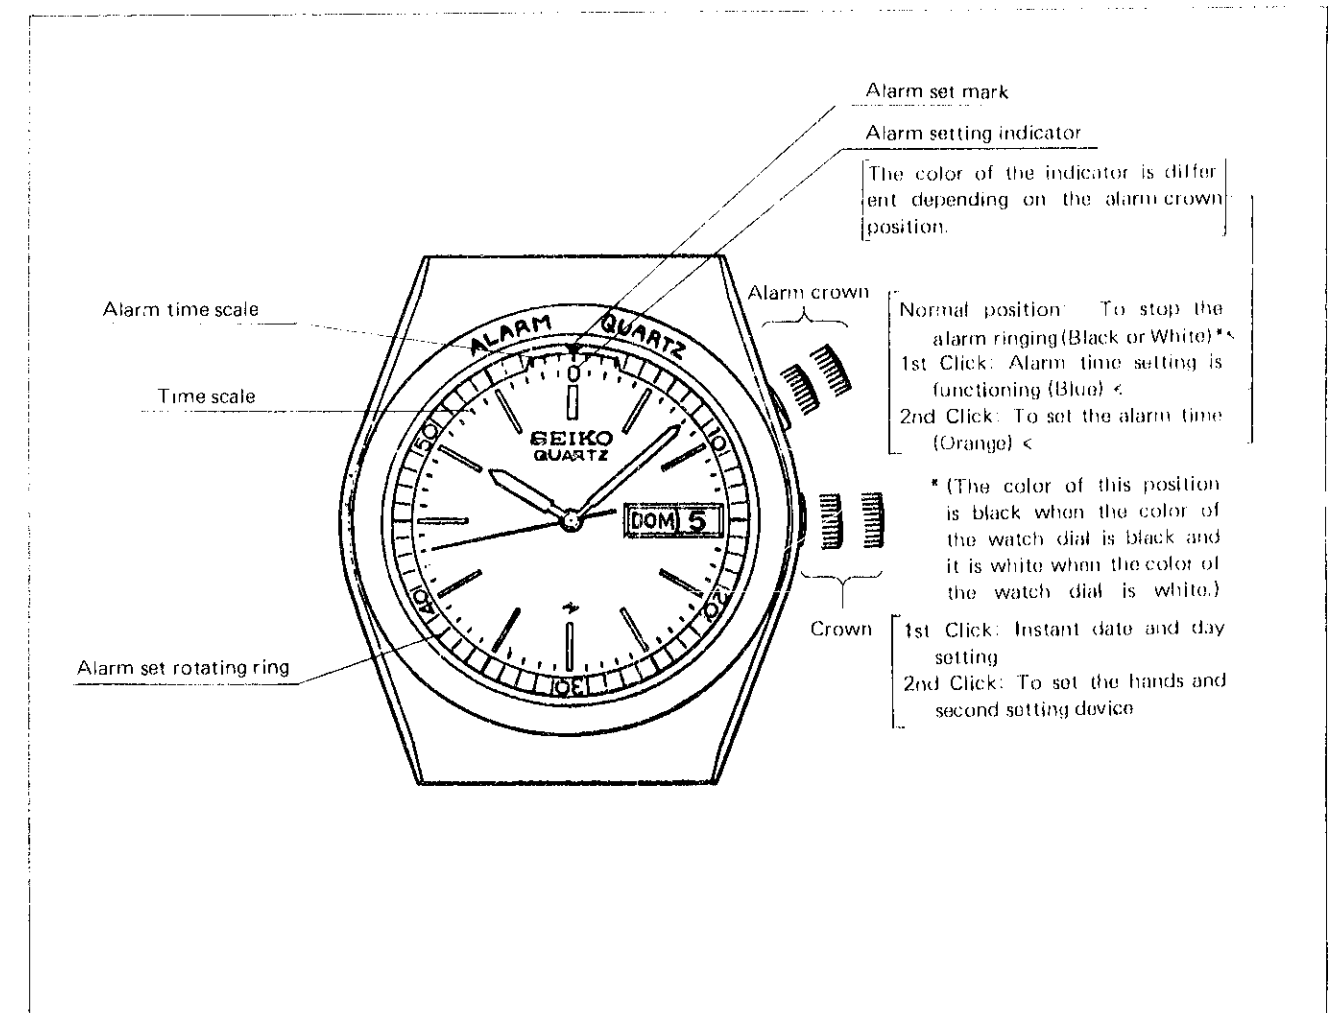 Alarm set mark
Alarm setting indicator
The color of the indicator is differ
ent depending on the alarm crown
position.
Alarm time scale
Time scale
Alarm set rotating ring
ALARM QUARTZ
0
10
20
30
40
50
SEIKO
QUARTZ
DOM 5
Alarm crown
Normal position: To stop the
alarm ringing (Black or White)*<
1st Click: Alarm time setting is
functioning (Blue) <
2nd Click: To set the alarm time
(Orange) <
* (The color of this position
is black when the color of
the watch dial is black and
it is white when the color of
the watch dial is white.)
Crown
1st Click: Instant date and day
setting
2nd Click: To set the hands and
second setting device